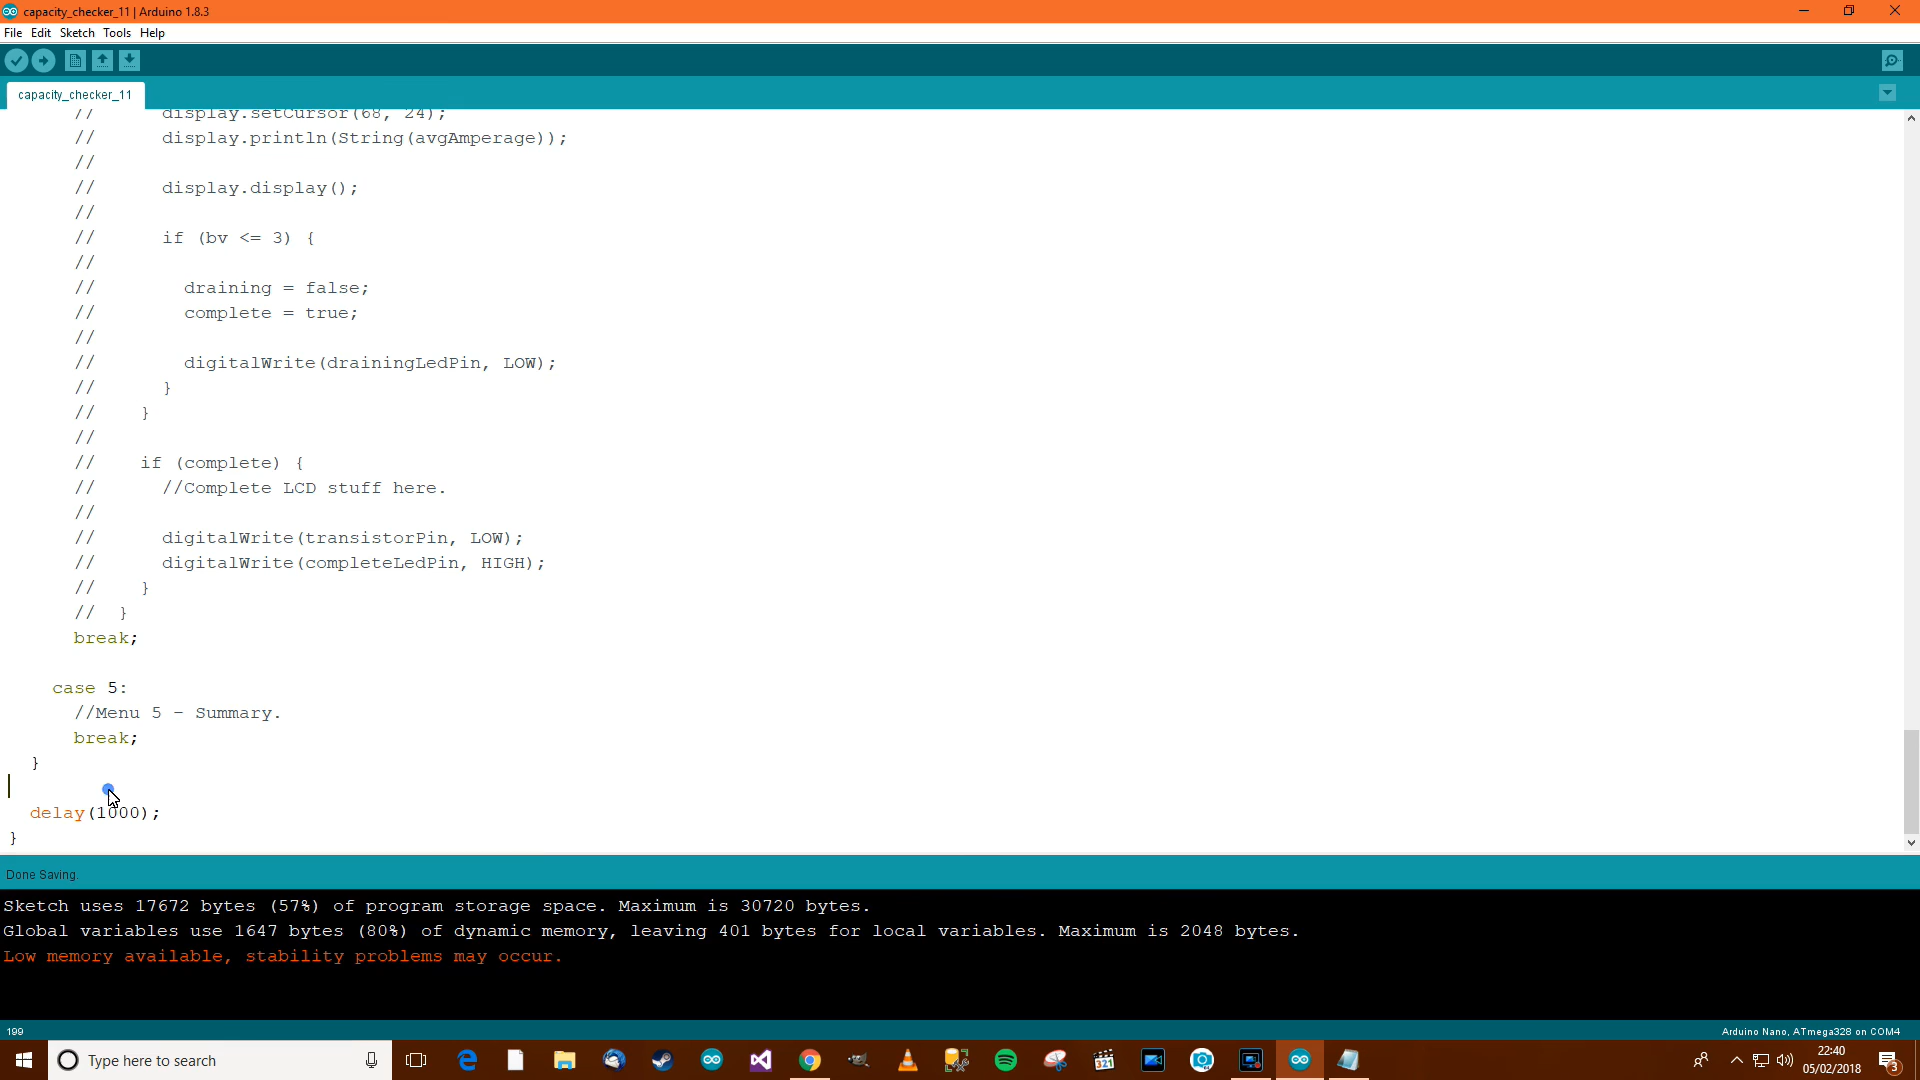 capacity_checker_11 | Arduino 1.8.3
File Edit Sketch Tools Help
capacity_checker_11
// display.setCursor(68, 24);
// display.println(String(avgAmperage));
//
// display.display();
//
// if (bv <= 3) {
//
// draining = false;
// complete = true;
//
// digitalWrite(drainingLedPin, LOW);
// }
// }
//
// if (complete) {
// //Complete LCD stuff here.
//
// digitalWrite(transistorPin, LOW);
// digitalWrite(completeLedPin, HIGH);
// }
// }
break;
case 5:
//Menu 5 - Summary.
break;
}
delay(1000);
}
Done Saving.
Sketch uses 17672 bytes (57%) of program storage space. Maximum is 30720 bytes.
Global variables use 1647 bytes (80%) of dynamic memory, leaving 401 bytes for local variables. Maximum is 2048 bytes.
Low memory available, stability problems may occur.
199
Arduino Nano, ATmega328 on COM4
Type here to search
321
22:40
05/02/2018
3